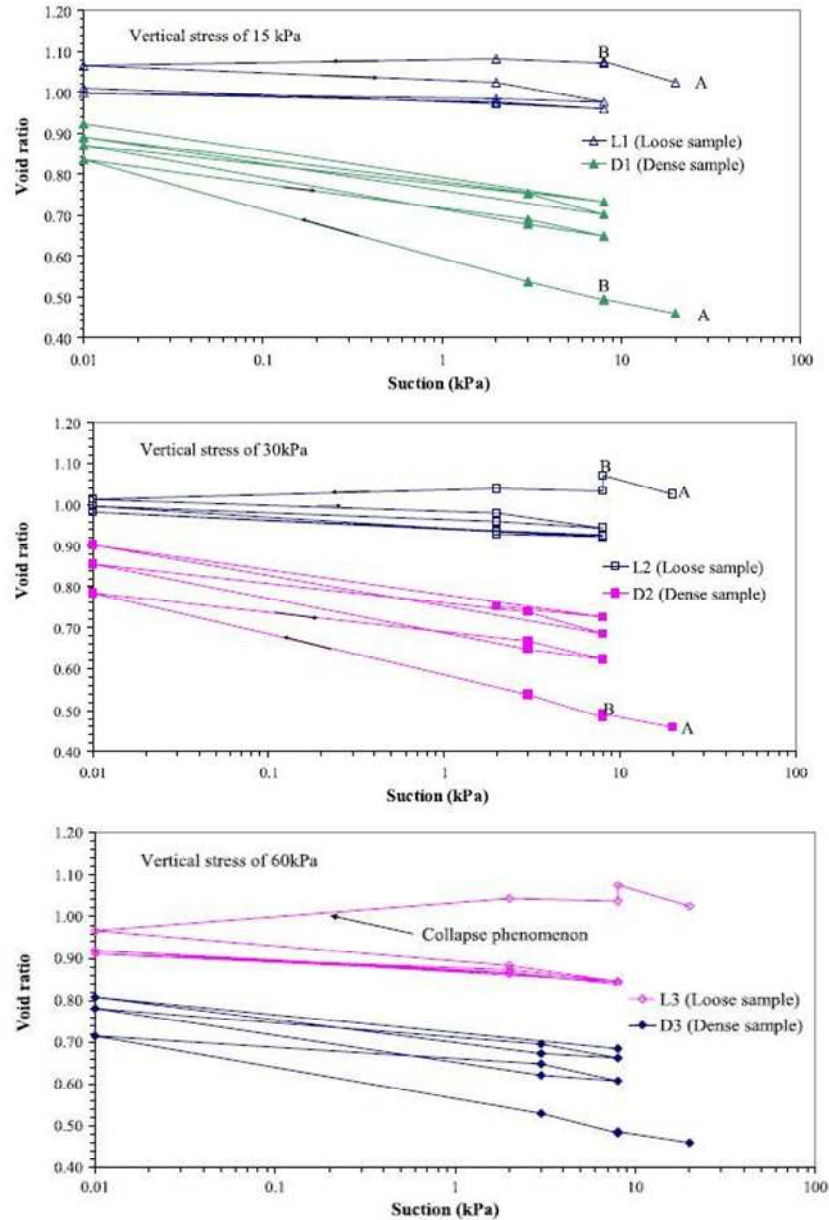 1.20
Vertical stress of 15 kPa
1.10
B
A
1.00
0.90
L1 (Loose sample)
0.80
D1 (Dense sample)
0.70
0.60
B
0.50
A
0.40
Void ratio
0.01 0.1 1 10 100
Suction (kPa)
1.20
Vertical stress of 30kPa
1.10
B
A
1.00
0.90
L2 (Loose sample)
0.80
D2 (Dense sample)
0.70
0.60
B
0.50
A
0.40
Void ratio
0.01 0.1 1 10 100
Suction (kPa)
1.20
Vertical stress of 60kPa
1.10
1.00
Collapse phenomenon
0.90
0.80
L3 (Loose sample)
D3 (Dense sample)
0.70
0.60
0.50
0.40
Void ratio
0.01 0.1 1 10 100
Suction (kPa)